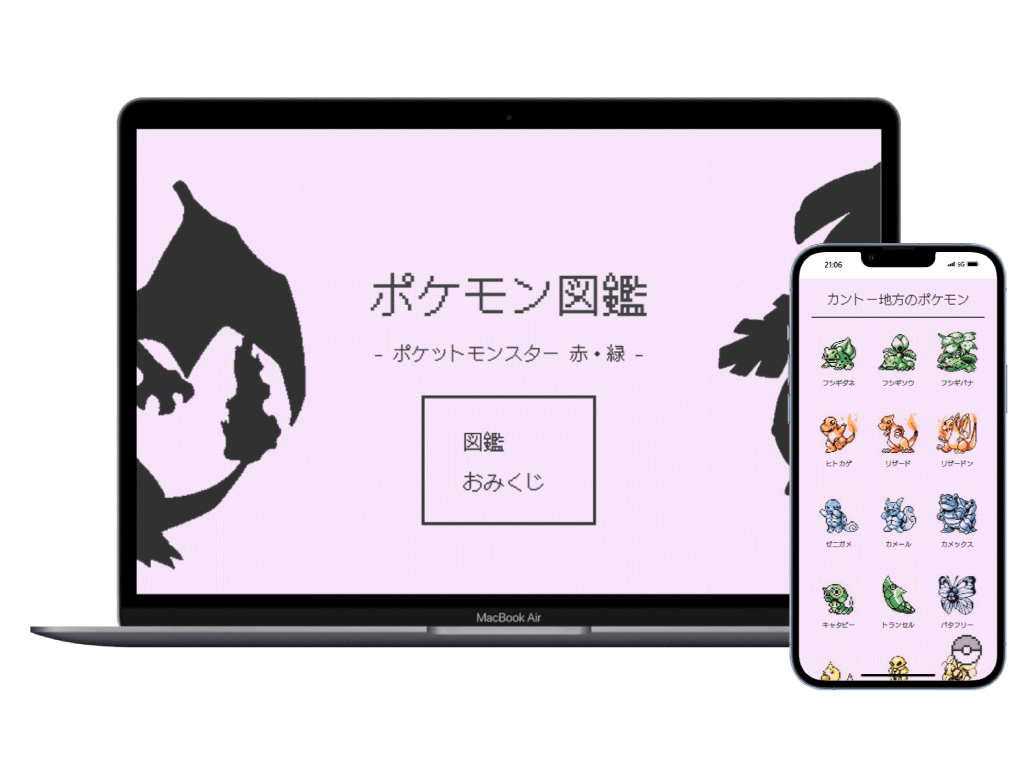 ポケモン図鑑
- ポケットモンスター 赤・緑 -
図鑑
おみくじ
MacBook Air
21:06
5G
カントー地方のポケモン
フシギダネ フシギソウ フシギバナ
ヒトカゲ リザード リザードン
ゼニガメ カメール カメックス
キャタピー トランセル バタフリー